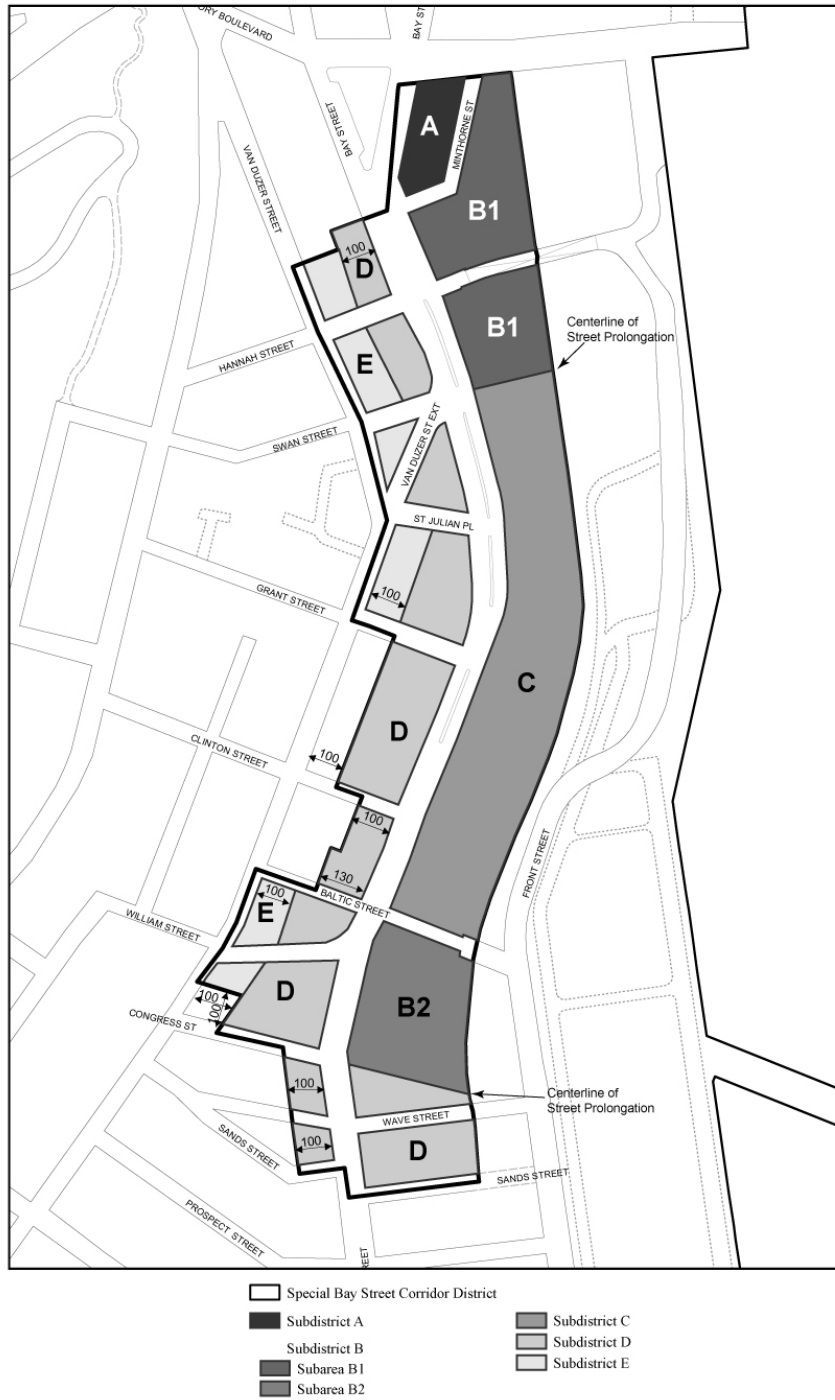 ORY BOULEVARD
BAY ST
BAY STREET
VAN DUZER STREET
A
MINTHORNE ST
B1
100
D
B1
Centerline of
Street Prolongation
HANNAH STREET
E
SWAN STREET
VAN DUZER ST EXT
ST JULIAN PL
GRANT STREET
100
C
D
CLINTON STREET
100
100
130
FRONT STREET
BALTIC STREET
100
E
WILLIAM STREET
D
100
100
CONGRESS ST
B2
100
Centerline of
Street Prolongation
WAVE STREET
SANDS STREET
100
D
SANDS STREET
PROSPECT STREET
REET
Special Bay Street Corridor District
Subdistrict A
Subdistrict B
Subarea B1
Subarea B2
Subdistrict C
Subdistrict D
Subdistrict E